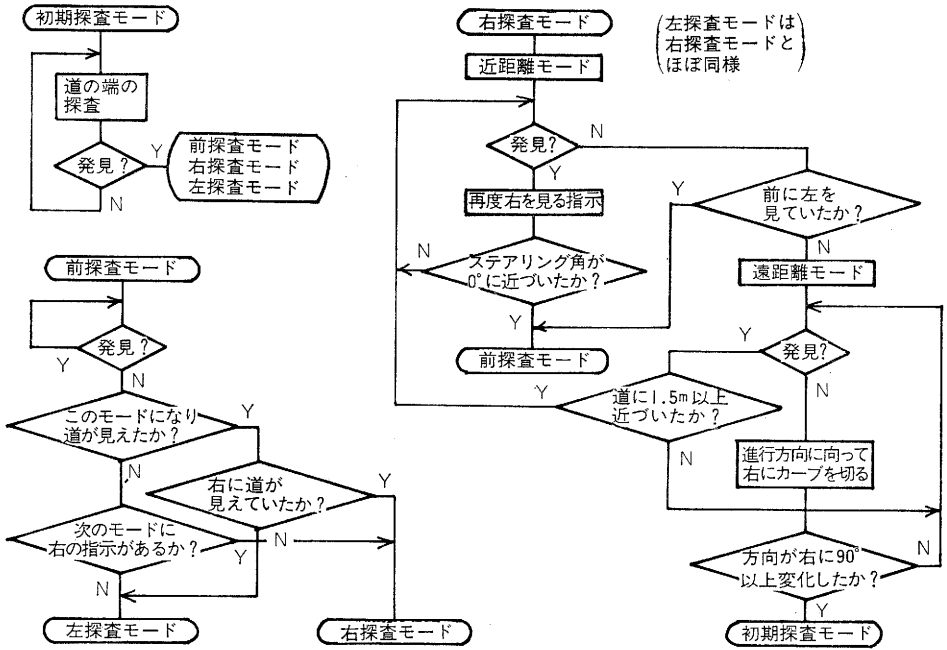 初期探査モード
道の端の
探査
発見?
Y
N
前探査モード
右探査モード
左探査モード
前探査モード
発見?
Y
N
このモードになり
道が見えたか?
Y
N
右に道が
見えていたか?
Y
N
次のモードに
右の指示があるか?
Y
N
左探査モード
右探査モード
右探査モード
(左探査モードは
右探査モードと
ほぼ同様)
近距離モード
発見?
N
Y
再度右を見る指示
ステアリング角が
0°に近づいたか?
N
Y
前探査モード
前に左を
見ていたか?
Y
N
遠距離モード
発見?
Y
N
道に1.5m以上
近づいたか?
Y
N
進行方向に向って
右にカーブを切る
方向が右に90°
以上変化したか?
N
Y
初期探査モード